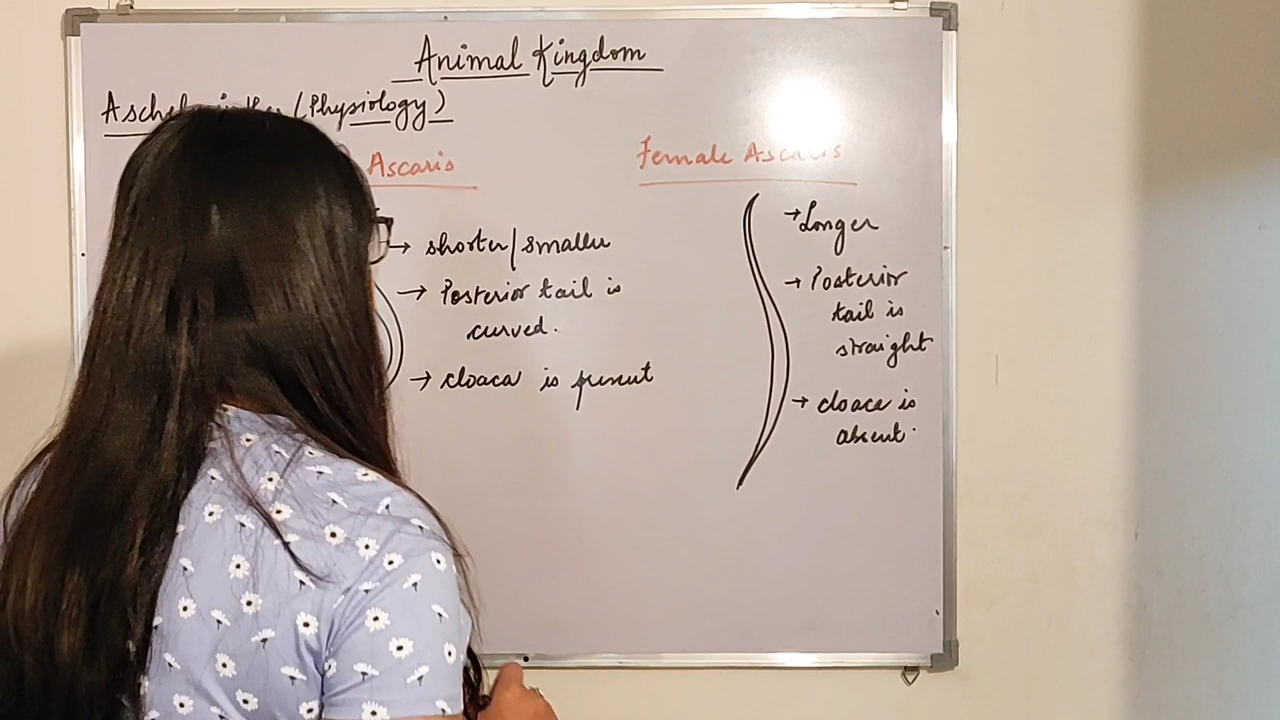 Animal Kingdom
(Physiology)
Ascaris
→ shorter/smaller
→ Posterior tail is
curved.
→ cloaca is present
Female Ascaris
→ Longer
→ Posterior
tail is
straight
→ cloaca is
absent.